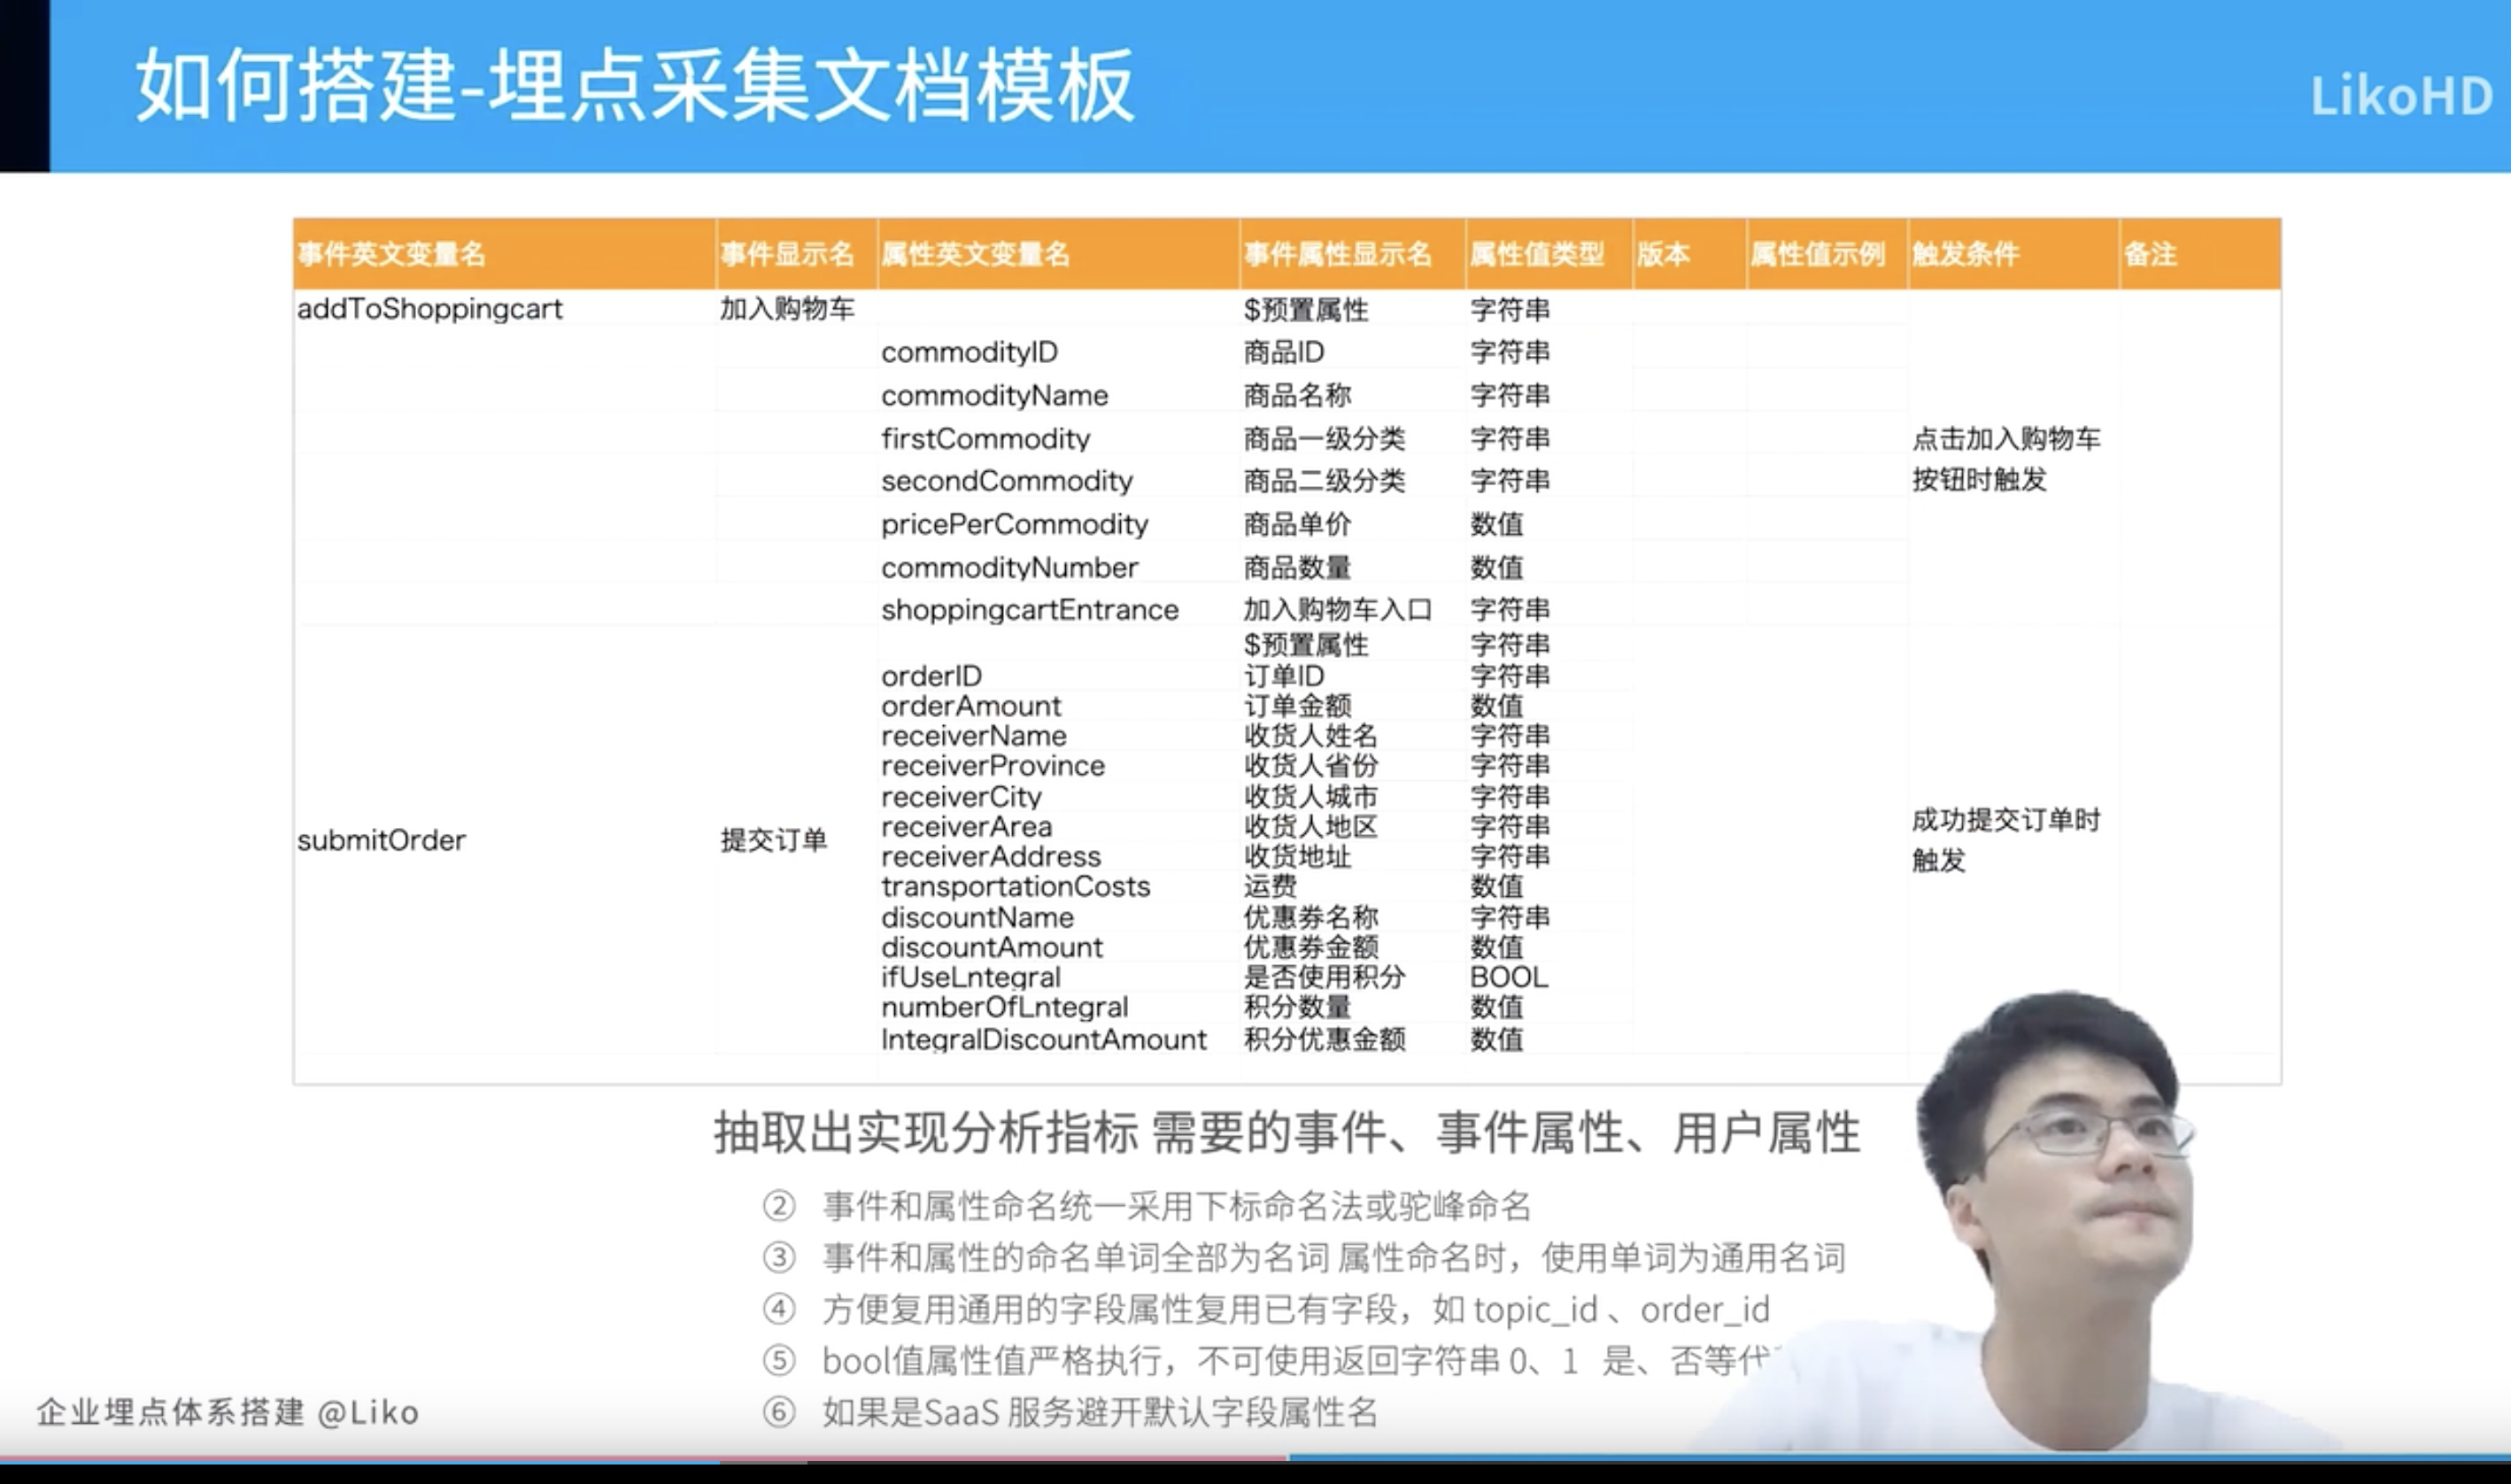 如何搭建-埋点采集文档模板
LikoHD
事件英文变量名 事件显示名 属性英文变量名 事件属性显示名 属性值类型 版本 属性值示例 触发条件 备注
addToShoppingcart 加入购物车 $预置属性 字符串
commodityID 商品ID 字符串
commodityName 商品名称 字符串
firstCommodity 商品一级分类 字符串 点击加入购物车
secondCommodity 商品二级分类 字符串 按钮时触发
pricePerCommodity 商品单价 数值
commodityNumber 商品数量 数值
shoppingcartEntrance 加入购物车入口 字符串
$预置属性 字符串
orderID 订单ID 字符串
orderAmount 订单金额 数值
receiverName 收货人姓名 字符串
receiverProvince 收货人省份 字符串
receiverCity 收货人城市 字符串
receiverArea 收货人地区 字符串 成功提交订单时
submitOrder 提交订单
receiverAddress 收货地址 字符串 触发
transportationCosts 运费 数值
discountName 优惠券名称 字符串
discountAmount 优惠券金额 数值
ifUseLntegral 是否使用积分 BOOL
numberOfLntegral 积分数量 数值
IntegralDiscountAmount 积分优惠金额 数值
抽取出实现分析指标 需要的事件、事件属性、用户属性
② 事件和属性命名统一采用下标命名法或驼峰命名
③ 事件和属性的命名单词全部为名词 属性命名时，使用单词为通用名词
④ 方便复用通用的字段属性复用已有字段，如 topic_id 、order_id
⑤ bool值属性值严格执行，不可使用返回字符串 0、1 是、否等代
⑥ 如果是SaaS 服务避开默认字段属性名
企业埋点体系搭建 @Liko